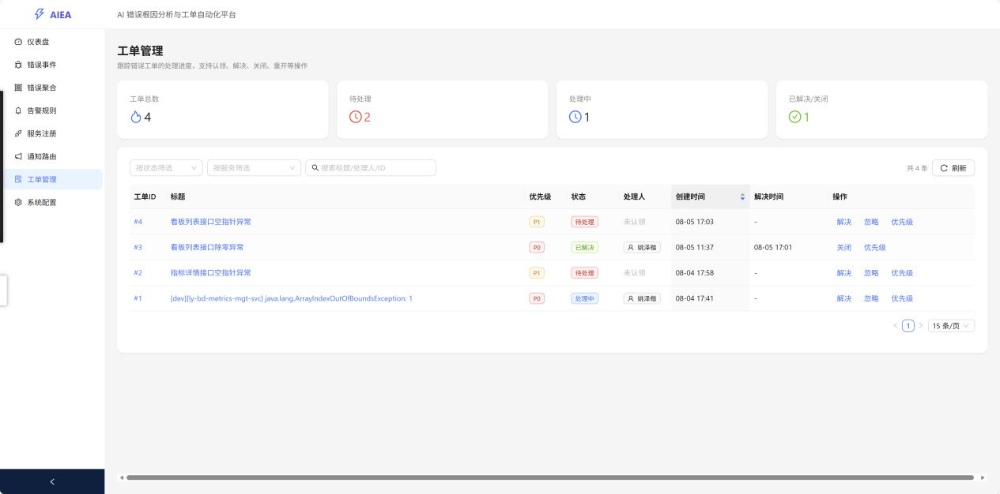 AIEA
AI 错误根因分析与工单自动化平台
仪表盘
错误事件
错误聚合
告警规则
服务注册
通知路由
工单管理
系统配置
工单管理
跟踪错误工单的处理进度，支持认领、解决、关闭、重开等操作
工单总数
4
待处理
2
处理中
1
已解决/关闭
1
按状态筛选 按服务筛选 搜索标题/处理人/ID 共 4 条 刷新
工单ID 标题 优先级 状态 处理人 创建时间 解决时间 操作
#4 看板列表接口空指针异常 P1 待处理 未认领 08-05 17:03 - 解决 忽略 优先级
#3 看板列表接口除零异常 P0 已解决 姚泽楷 08-05 11:37 08-05 17:01 关闭 优先级
#2 指标详情接口空指针异常 P1 待处理 未认领 08-04 17:58 - 解决 忽略 优先级
#1 [dev][ly-bd-metrics-mgt-svc] java.lang.ArrayIndexOutOfBoundsException: 1 P0 处理中 姚泽楷 08-04 17:41 - 解决 忽略 优先级
< 1 > 15 条/页